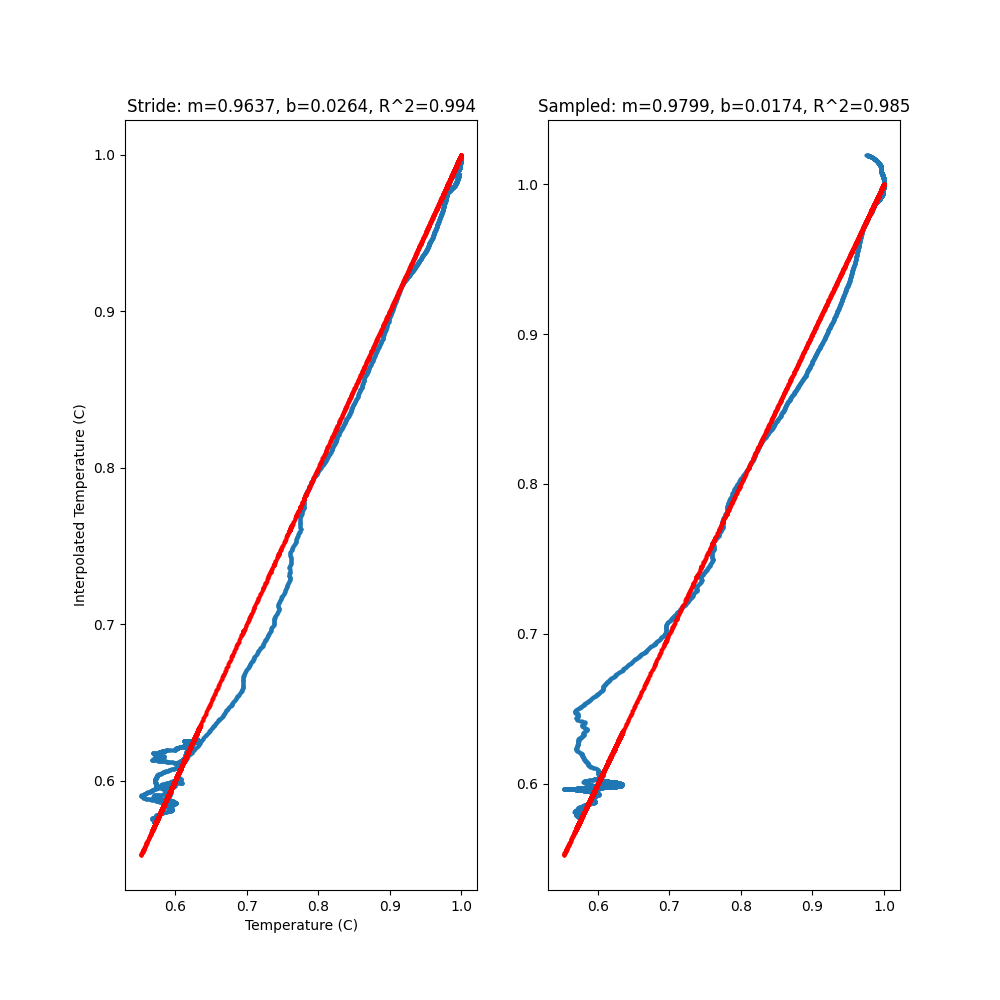 Stride: m=0.9637, b=0.0264, R^2=0.994
Sampled: m=0.9799, b=0.0174, R^2=0.985
Interpolated Temperature (C)
1.0
0.9
0.8
0.7
0.6
0.6 0.7 0.8 0.9 1.0
Temperature (C)
1.0
0.9
0.8
0.7
0.6
0.6 0.7 0.8 0.9 1.0